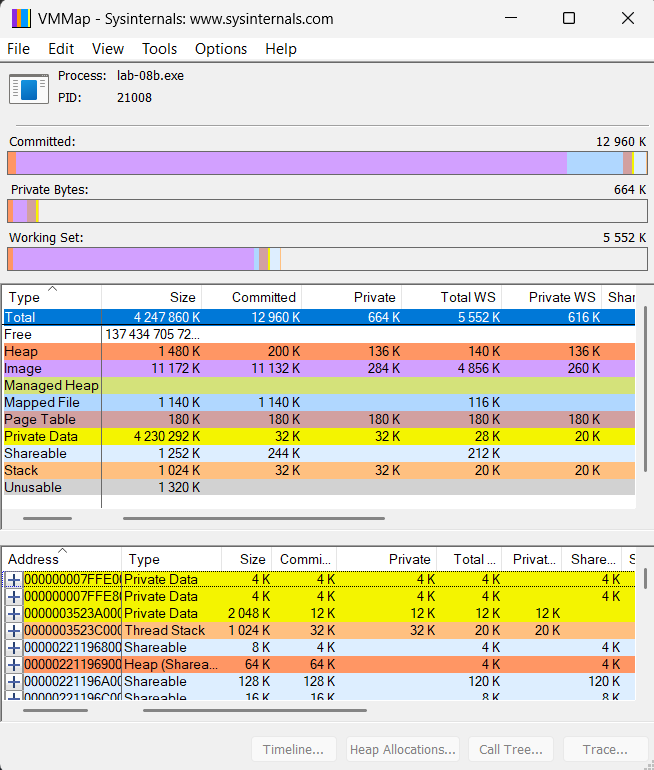 VMMap - Sysinternals: www.sysinternals.com
File Edit View Tools Options Help
Process: lab-08b.exe
PID: 21008
Committed: 12 960 K
Private Bytes: 664 K
Working Set: 5 552 K
Type Size Committed Private Total WS Private WS Shar
Total 4 247 860 K 12 960 K 664 K 5 552 K 616 K
Free 137 434 705 72...
Heap 1 480 K 200 K 136 K 140 K 136 K
Image 11 172 K 11 132 K 284 K 4 856 K 260 K
Managed Heap
Mapped File 1 140 K 1 140 K 116 K
Page Table 180 K 180 K 180 K 180 K 180 K
Private Data 4 230 292 K 32 K 32 K 28 K 20 K
Shareable 1 252 K 244 K 212 K
Stack 1 024 K 32 K 32 K 20 K 20 K
Unusable 1 320 K
Address Type Size Commi... Private Total ... Privat... Share... S
000000007FFE00 Private Data 4 K 4 K 4 K 4 K 4 K
000000007FFE80 Private Data 4 K 4 K 4 K 4 K 4 K
0000003523A000 Private Data 2 048 K 12 K 12 K 12 K 12 K
0000003523C000 Thread Stack 1 024 K 32 K 32 K 20 K 20 K
00000221196800 Shareable 8 K 4 K 4 K 4 K
00000221196900 Heap (Sharea... 64 K 64 K 4 K 4 K
00000221196A00 Shareable 128 K 128 K 120 K 120 K
00000221196C00 Shareable 16 K 16 K 8 K 8 K
Timeline... Heap Allocations... Call Tree... Trace...